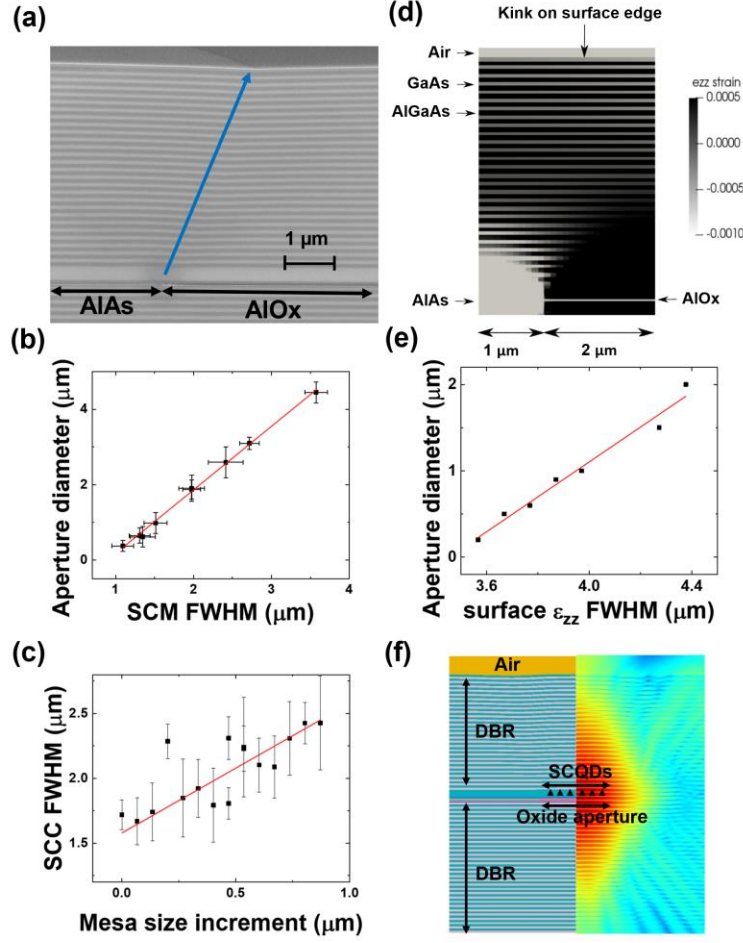 (a)
1 μm
AlAs
AlOx
(b)
Aperture diameter (μm)
4
2
0
1
2
3
4
SCM FWHM (μm)
(c)
SCC FWHM (μm)
2.5
2.0
1.5
0.0
0.5
1.0
Mesa size increment (μm)
(d)
Kink on surface edge
Air
GaAs
AlGaAs
AlAs
AlOx
1 μm
2 μm
ezz strain
0.0005
0.0000
-0.0005
-0.0010
(e)
Aperture diameter (μm)
2
1
0
3.6
4.0
4.4
surface εzz FWHM (μm)
(f)
Air
DBR
SCQDs
Oxide aperture
DBR